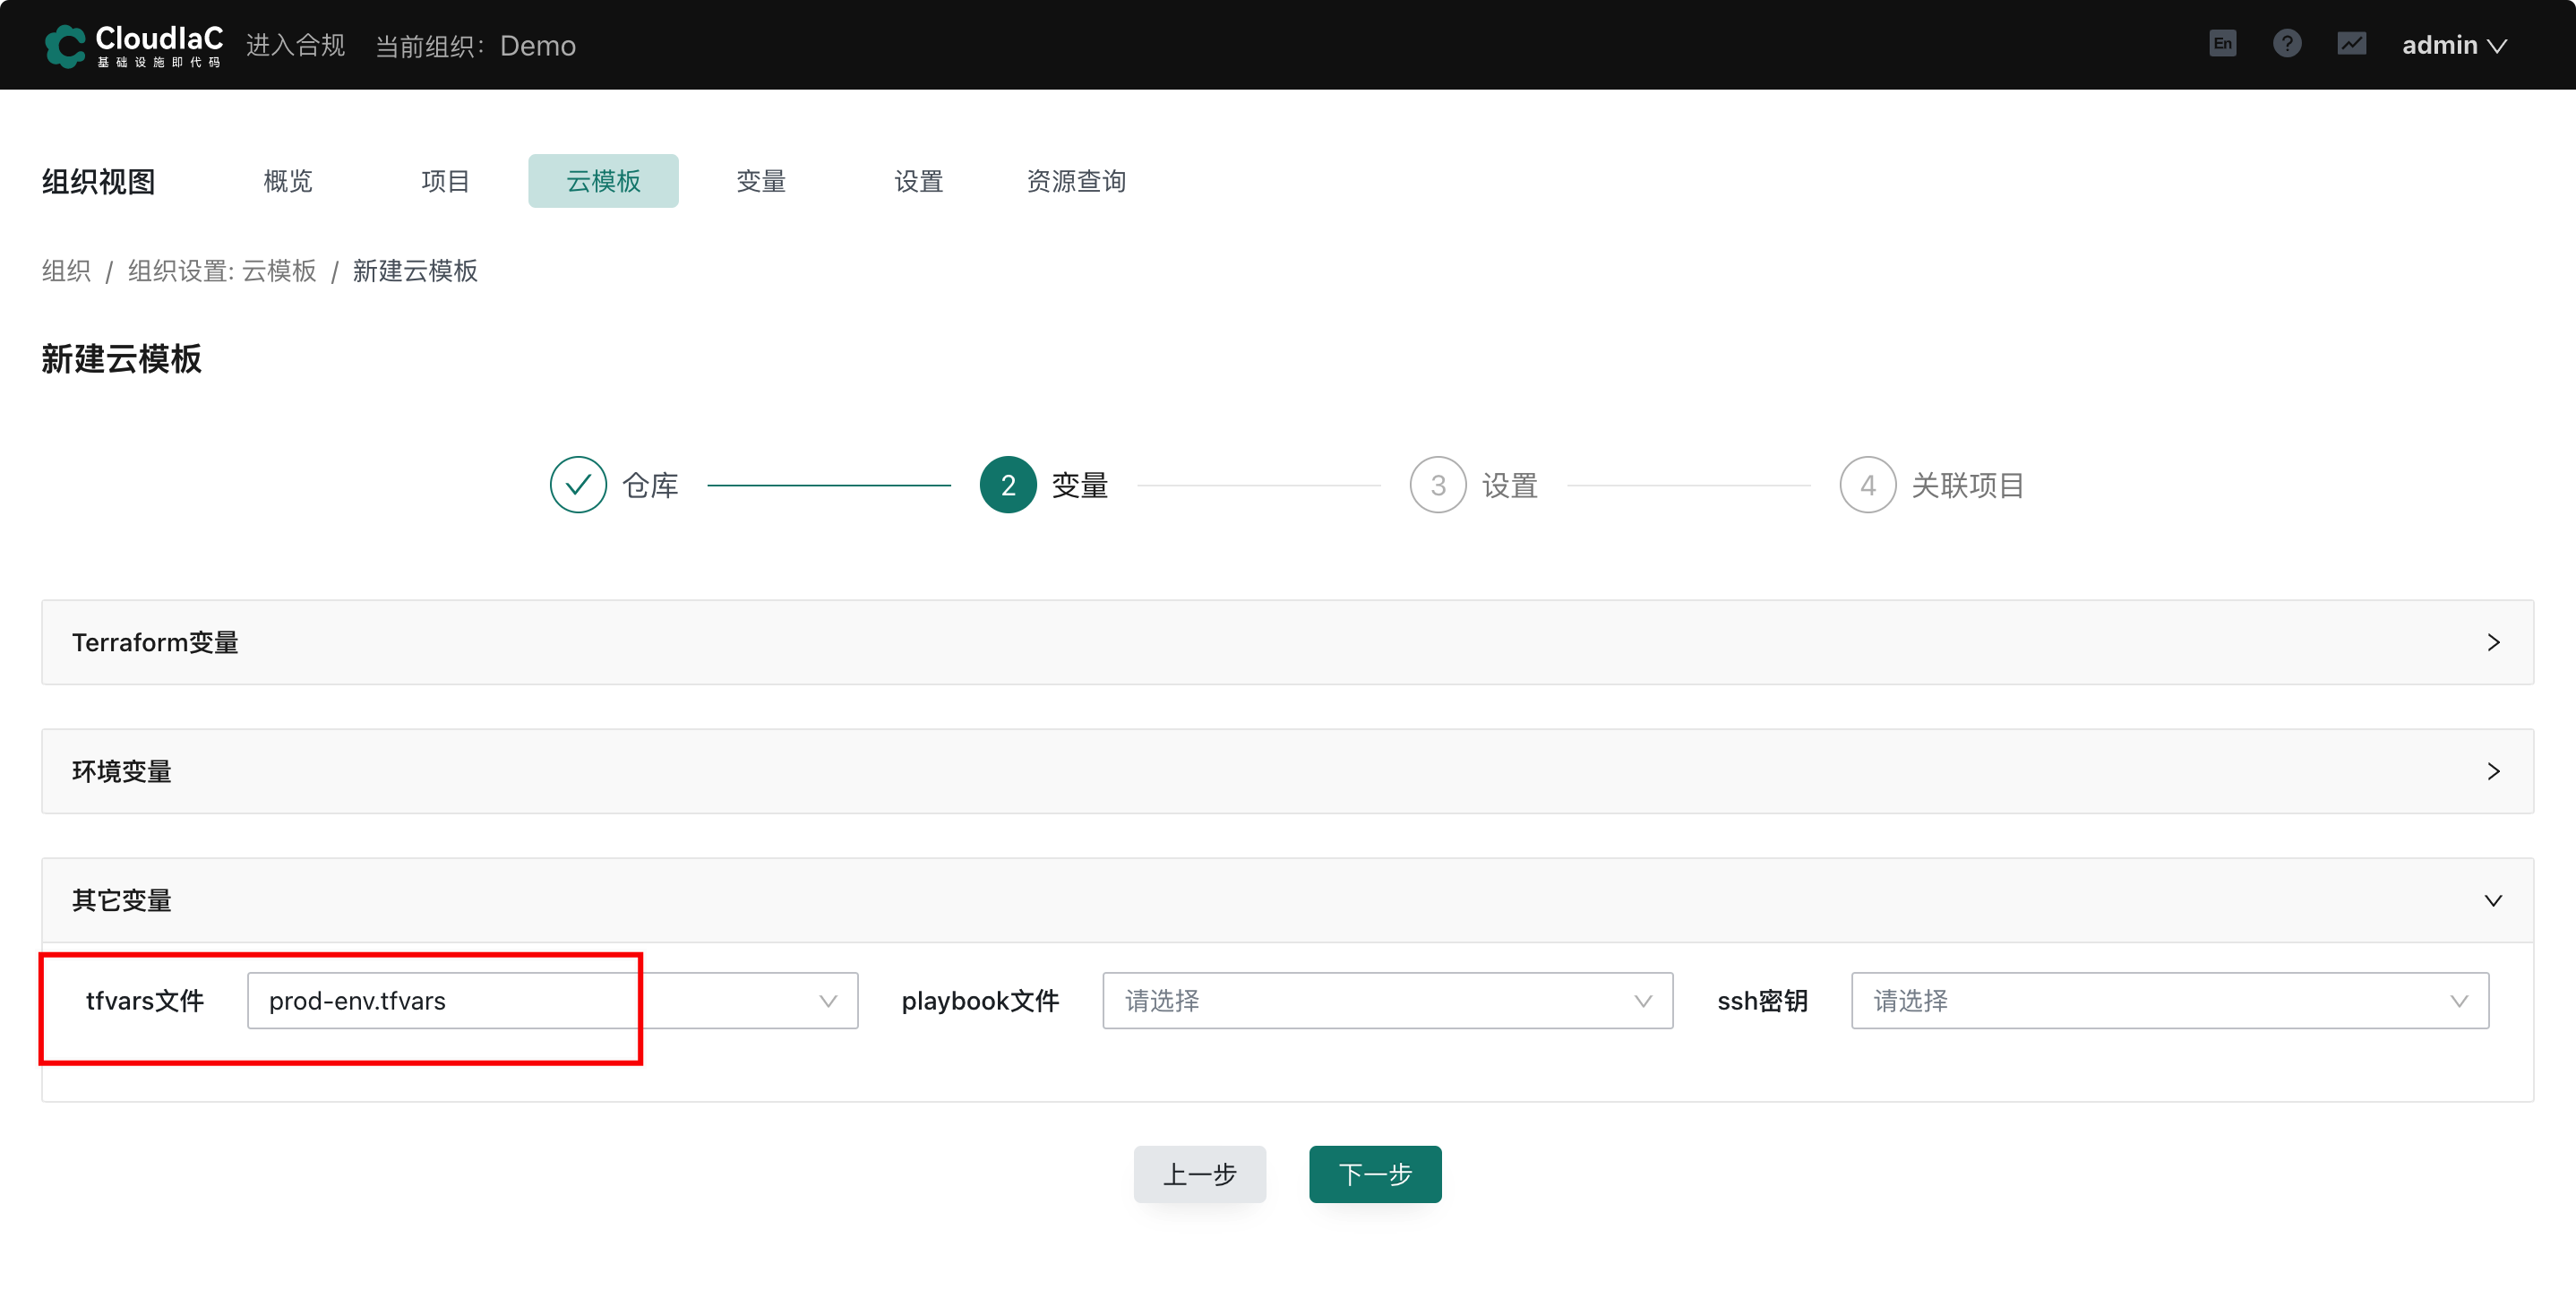 CloudIaC
基础设施即代码
进入合规 当前组织: Demo
En ? admin
组织视图 概览 项目 云模板 变量 设置 资源查询
组织 / 组织设置: 云模板 / 新建云模板
新建云模板
仓库 2 变量 3 设置 4 关联项目
Terraform变量
环境变量
其它变量
tfvars文件 prod-env.tfvars playbook文件 请选择 ssh密钥 请选择
上一步 下一步